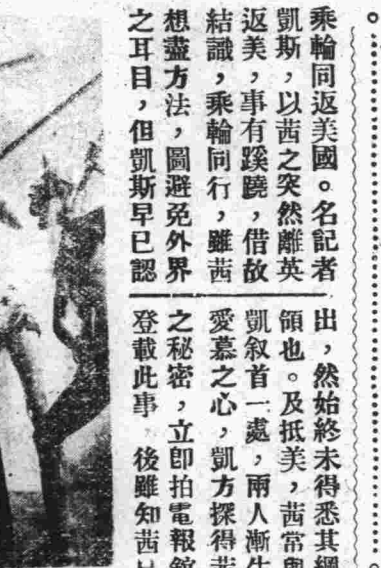 乘輪同返美國。名記者
凱斯，以茜之突然離英
返美，事有蹊蹺，借故
結識，乘輪同行，雖茜
想盡方法，圖避免外界
之耳目，但凱斯早已認
出，然始終未得悉其綱
領也。及抵美，茜常與
凱叙首一處，兩人漸生
愛慕之心，凱方探得茜
之秘密，立卽拍電報館
登載此事 後雖知茜